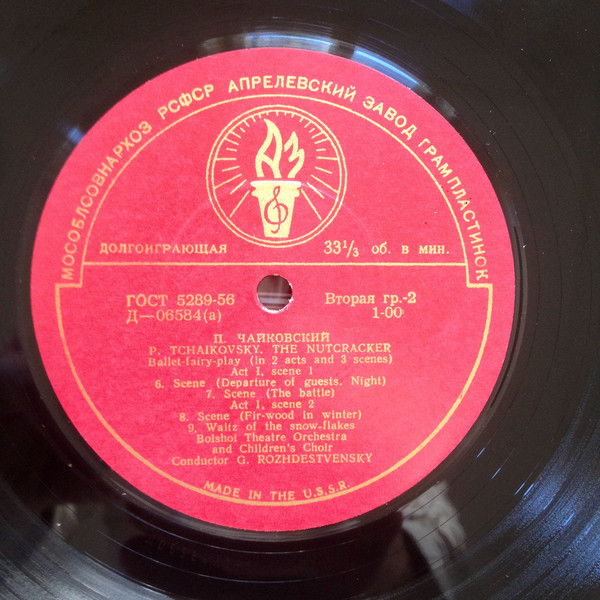 МОСОБЛСОВНАРХОЗ РСФСР АПРЕЛЕВСКИЙ ЗАВОД ГРАМПЛАСТИНОК
АЗ
ДОЛГОИГРАЮЩАЯ 33⅓ об. в мин.
ГОСТ 5289-56 Вторая гр.-2
Д—06584(а) 1-00
П. ЧАЙКОВСКИЙ
P. TCHAIKOVSKY. THE NUTCRACKER
Ballet-fairy-play (in 2 acts and 3 scenes)
Act I, scene 1
6. Scene (Departure of guests. Night)
7. Scene (The battle)
Act I, scene 2
8. Scene (Fir-wood in winter)
9. Waltz of the snow-flakes
Bolshoi Theatre Orchestra
and Children's Choir
Conductor G. ROZHDESTVENSKY
MADE IN THE U.S.S.R.